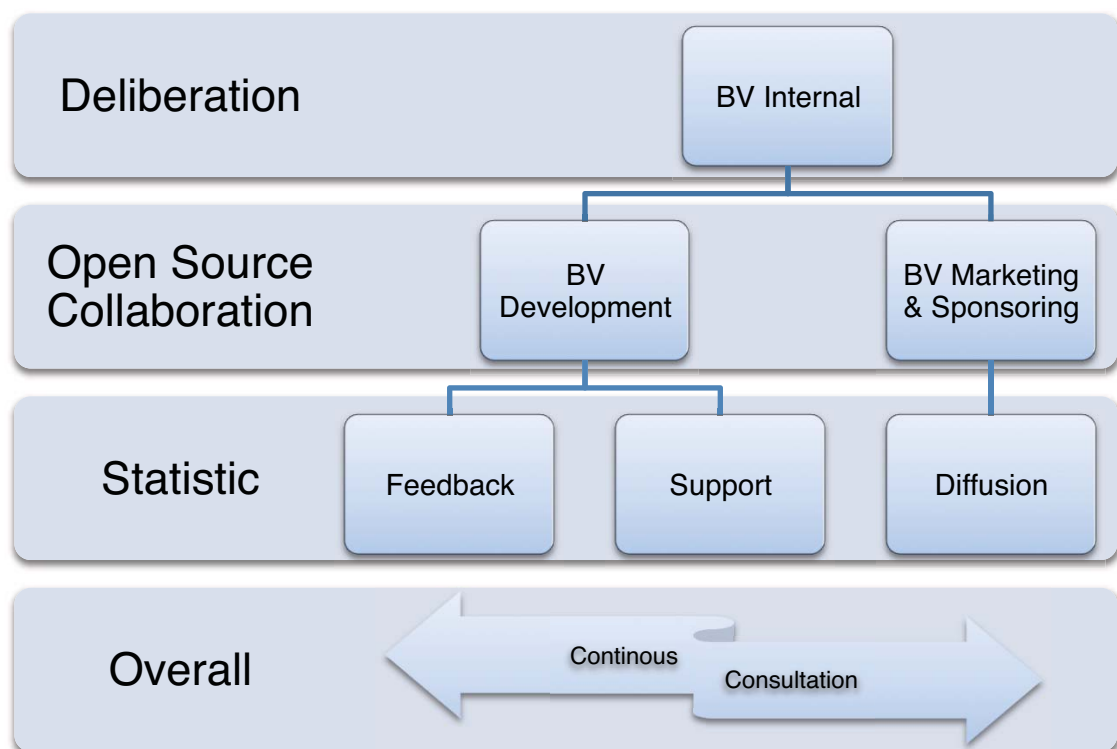 Deliberation
BV Internal
Open Source
Collaboration
BV
Development
BV Marketing
& Sponsoring
Statistic
Feedback
Support
Diffusion
Overall
Continous
Consultation